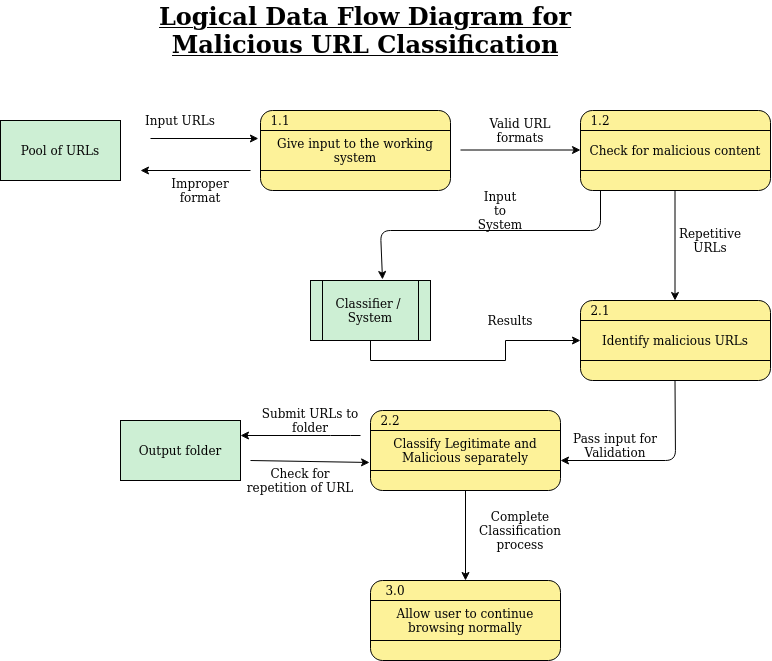 Logical Data Flow Diagram for
Malicious URL Classification
Pool of URLs
Input URLs
Improper
format
1.1
Give input to the working
system
Valid URL
formats
1.2
Check for malicious content
Input
to
System
Repetitive
URLs
Classifier /
System
Results
2.1
Identify malicious URLs
Output folder
Submit URLs to
folder
Check for
repetition of URL
2.2
Classify Legitimate and
Malicious separately
Pass input for
Validation
Complete
Classification
process
3.0
Allow user to continue
browsing normally